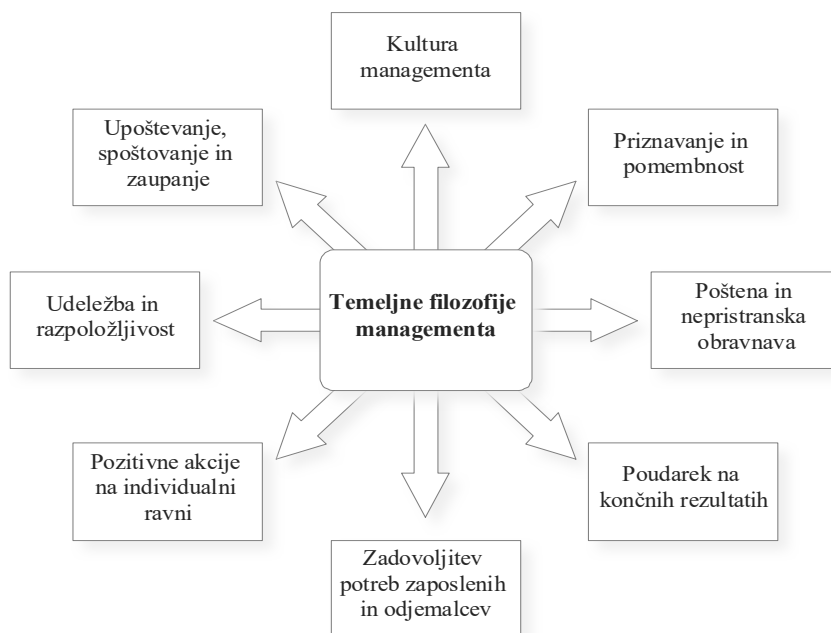 Kultura
managementa
Upoštevanje,
spoštovanje in
zaupanje
Priznavanje in
pomembnost
Udeležba in
razpoložljivost
Temeljne filozofije
managementa
Poštena in
nepristranska
obravnava
Pozitivne akcije
na individualni
ravni
Poudarek na
končnih rezultatih
Zadovoljitev
potreb zaposlenih
in odjemalcev